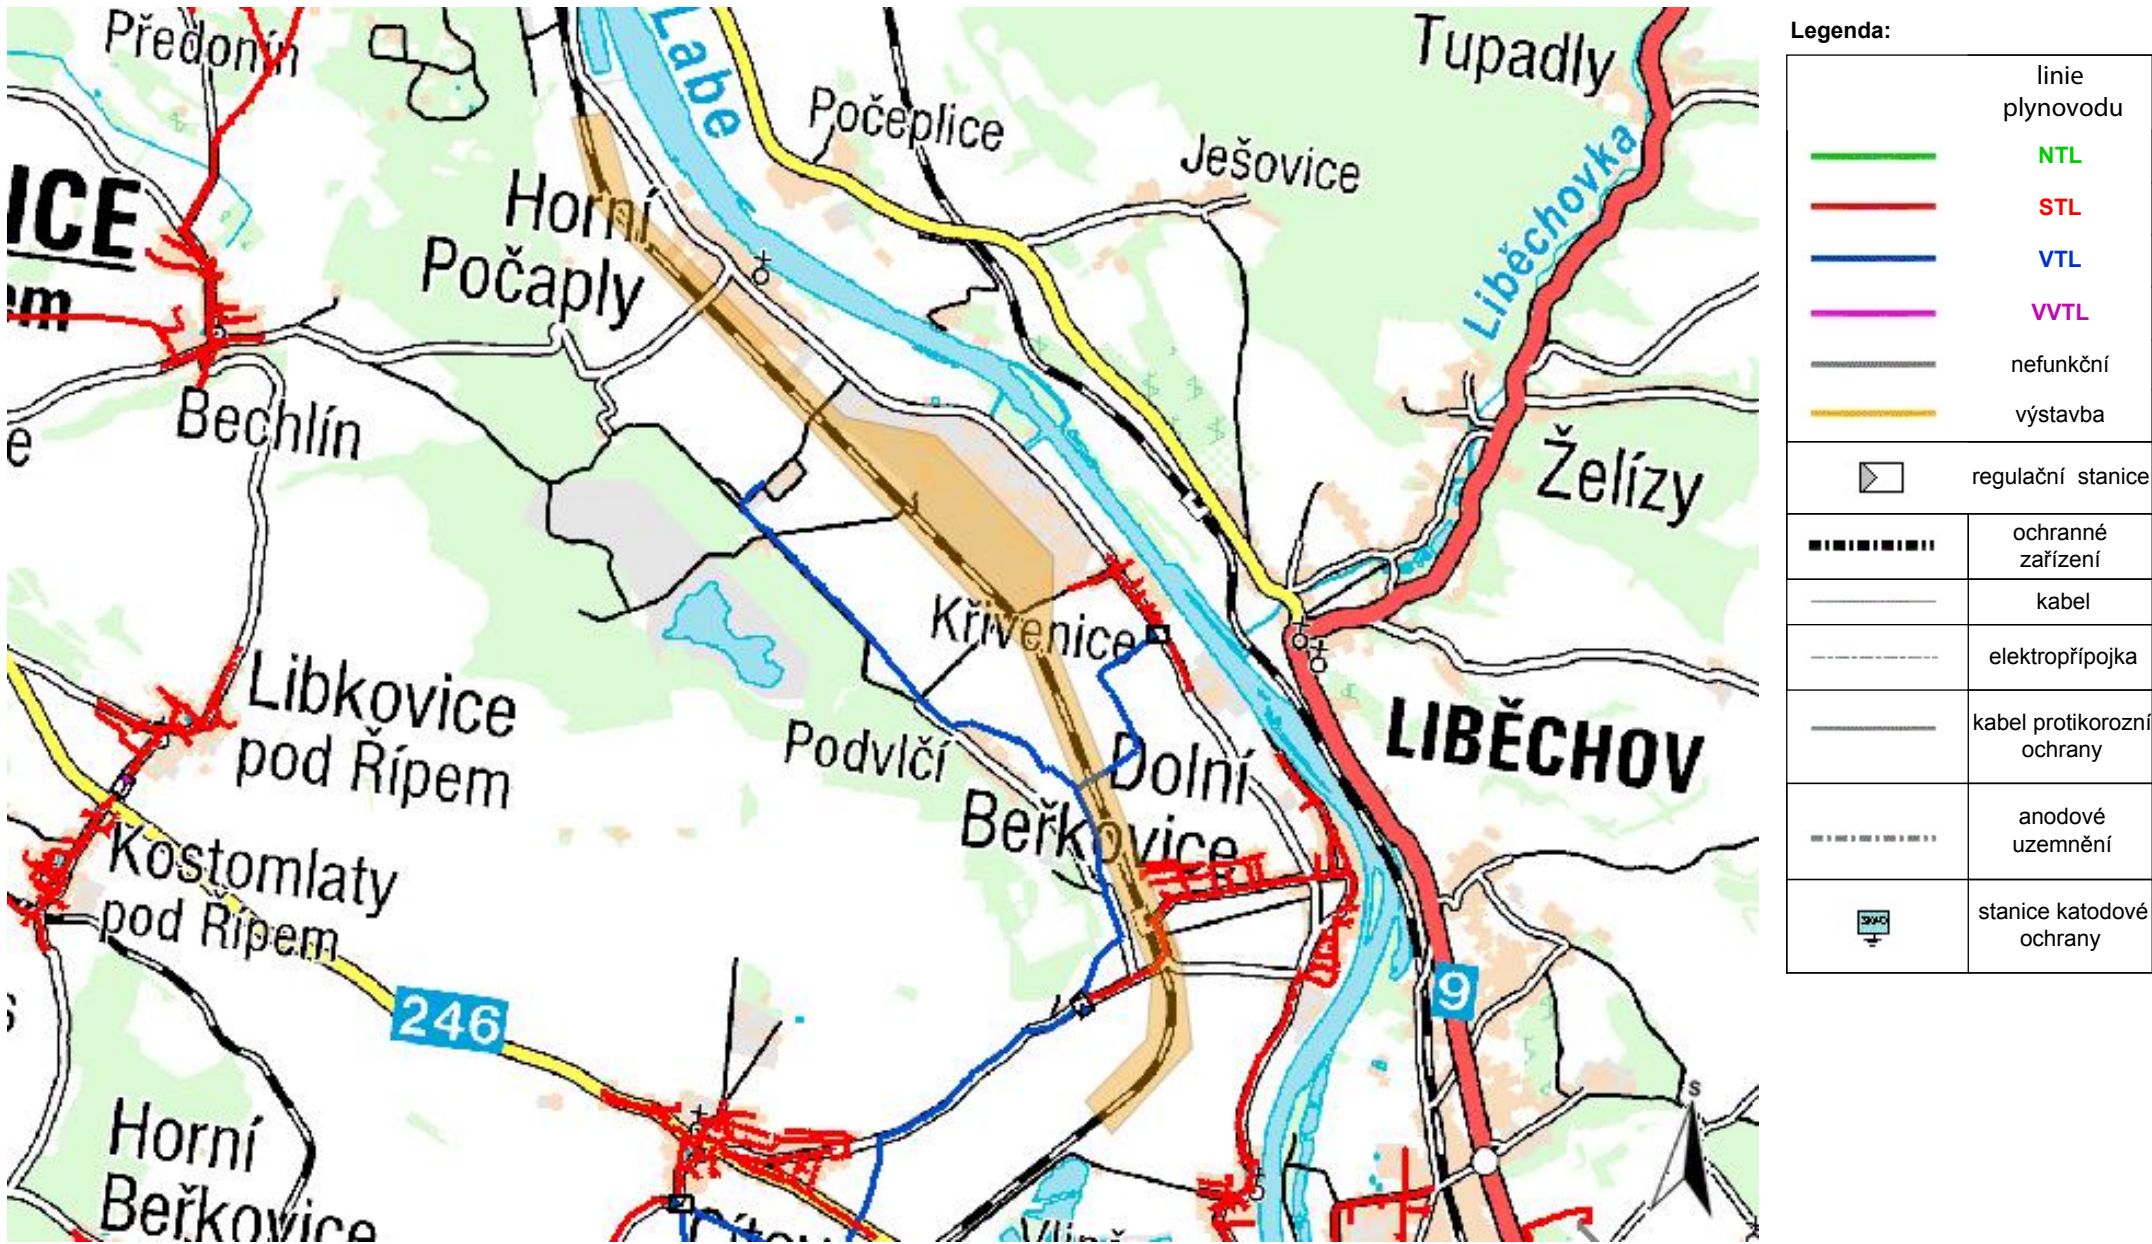 Předonín
Labe
Počeplice
Tupadly
Ješovice
Liběchovka
ICE
em
Horní
Počaply
Bechlín
e
Želízy
Křivenice
Libkovice
pod Řípem
Podvlčí
Dolní
Beřkovice
LIBĚCHOV
Kostomlaty
pod Řípem
246
9
Horní
Beřkovice
S
Legenda:
linie
plynovodu
NTL
STL
VTL
VVTL
nefunkční
výstavba
regulační stanice
ochranné
zařízení
kabel
elektropřípojka
kabel protikorozní
ochrany
anodové
uzemnění
SKAO
stanice katodové
ochrany